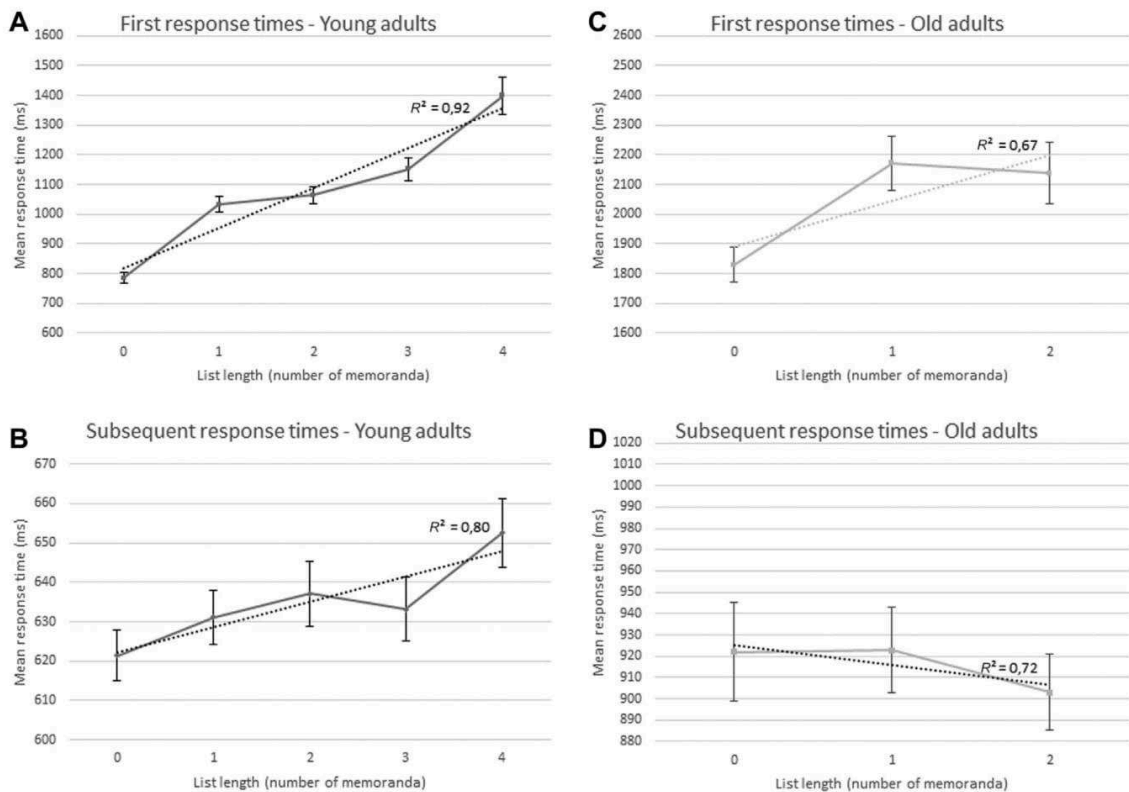 A
First response times - Young adults
Mean response time (ms)
1600
1500
1400
1300
1200
1100
1000
900
800
700
600
R² = 0,92
0 1 2 3 4
List length (number of memoranda)
B
Subsequent response times - Young adults
Mean response time (ms)
670
660
650
640
630
620
610
600
R² = 0,80
0 1 2 3 4
List length (number of memoranda)
C
First response times - Old adults
Mean response time (ms)
2600
2500
2400
2300
2200
2100
2000
1900
1800
1700
1600
R² = 0,67
0 1 2
List length (number of memoranda)
D
Subsequent response times - Old adults
Mean response time (ms)
1020
1010
1000
990
980
970
960
950
940
930
920
910
900
890
880
R² = 0,72
0 1 2
List length (number of memoranda)